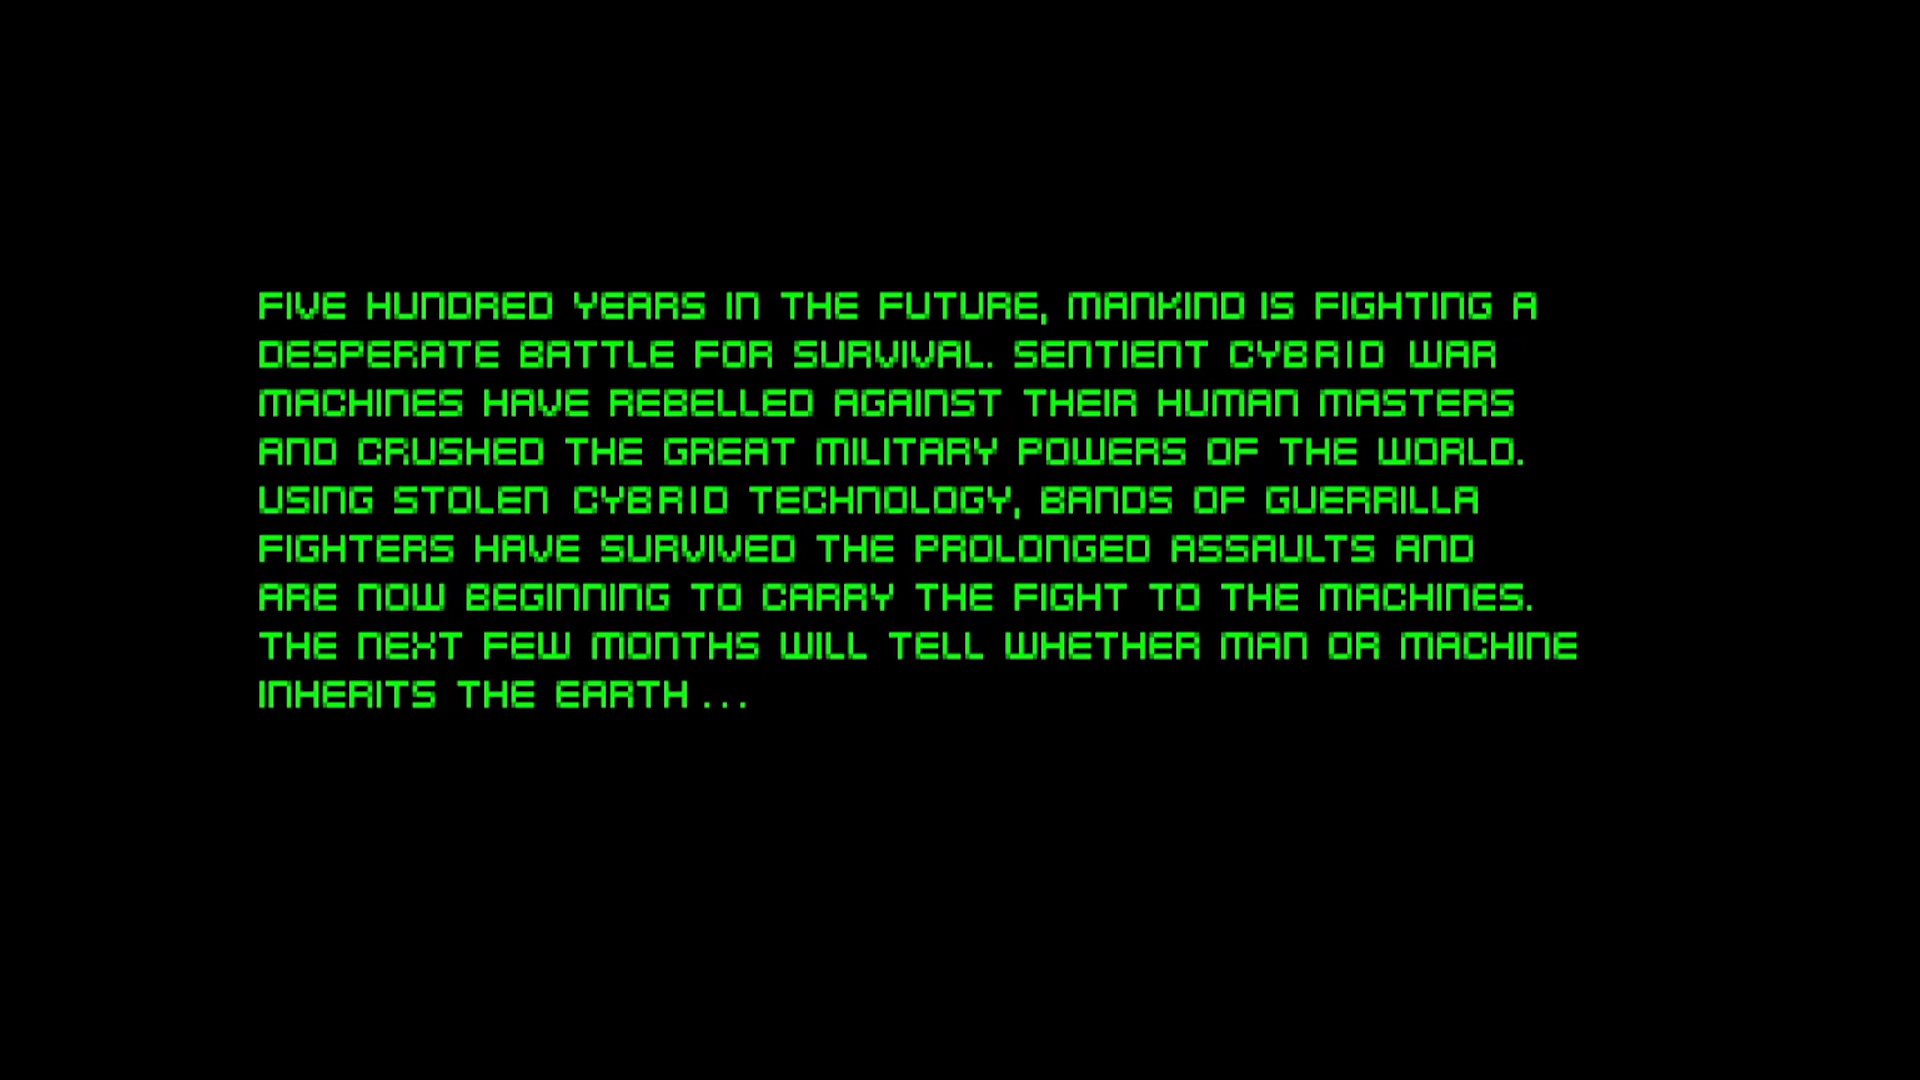 FIVE HUNDRED YEARS IN THE FUTURE, MANKIND IS FIGHTING A
DESPERATE BATTLE FOR SURVIVAL. SENTIENT CYBRID WAR
MACHINES HAVE REBELLED AGAINST THEIR HUMAN MASTERS
AND CRUSHED THE GREAT MILITARY POWERS OF THE WORLD.
USING STOLEN CYBRID TECHNOLOGY, BANDS OF GUERRILLA
FIGHTERS HAVE SURVIVED THE PROLONGED ASSAULTS AND
ARE NOW BEGINNING TO CARRY THE FIGHT TO THE MACHINES.
THE NEXT FEW MONTHS WILL TELL WHETHER MAN OR MACHINE
INHERITS THE EARTH ...